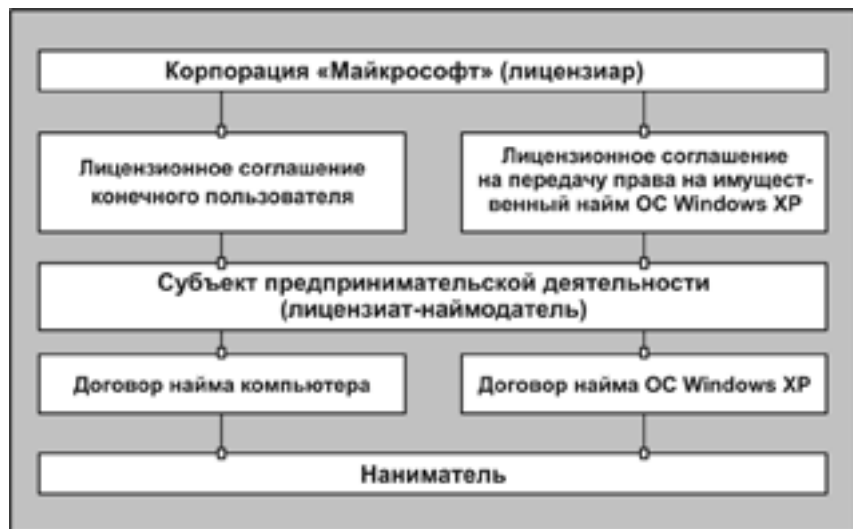 Корпорация «Майкрософт» (лицензиар)
Лицензионное соглашение
конечного пользователя
Лицензионное соглашение
на передачу права на имущест-
венный найм ОС Windows XP
Субъект предпринимательской деятельности
(лицензиат-наймодатель)
Договор найма компьютера
Договор найма ОС Windows XP
Наниматель